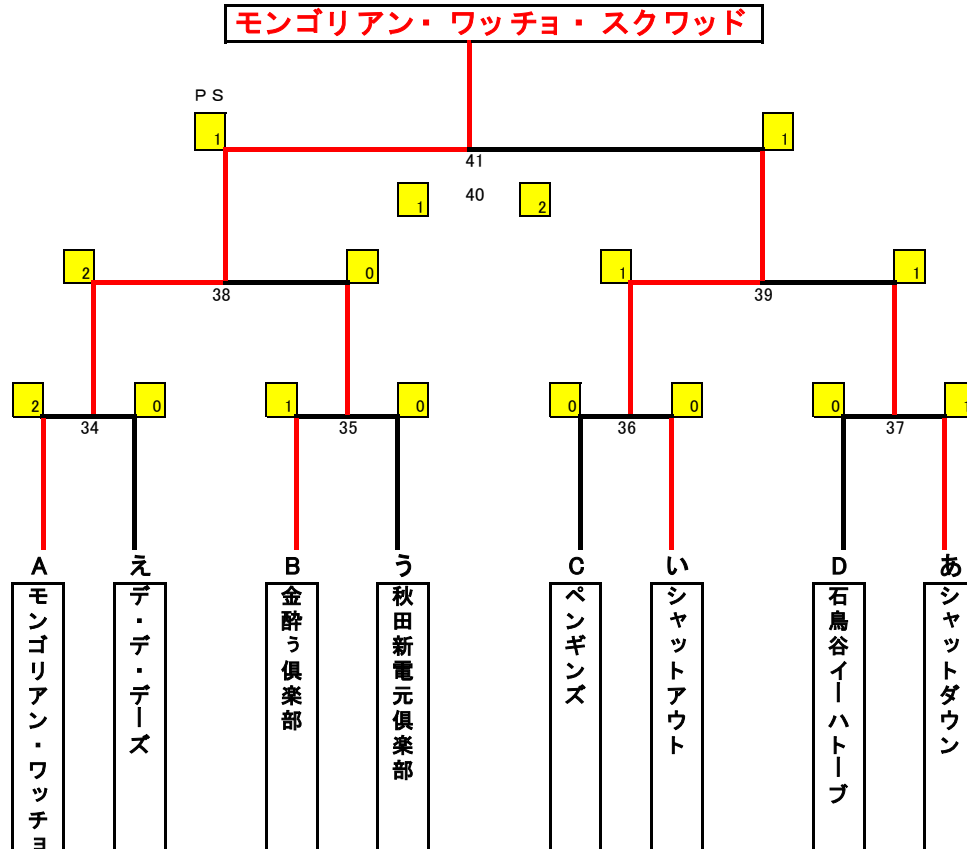 モンゴリアン・ワッチョ・スクワッド
PS
1
1
41
1
40
2
2
0
1
1
38
39
2
0
1
0
0
0
0
1
34
35
36
37
A
え
B
う
C
い
D
あ
モンゴリアン・ワッチョ
デ・デ・デーズ
金酔う倶楽部
秋田新電元倶楽部
ペンギンズ
シャットアウト
石鳥谷イーハトーブ
シャットダウン